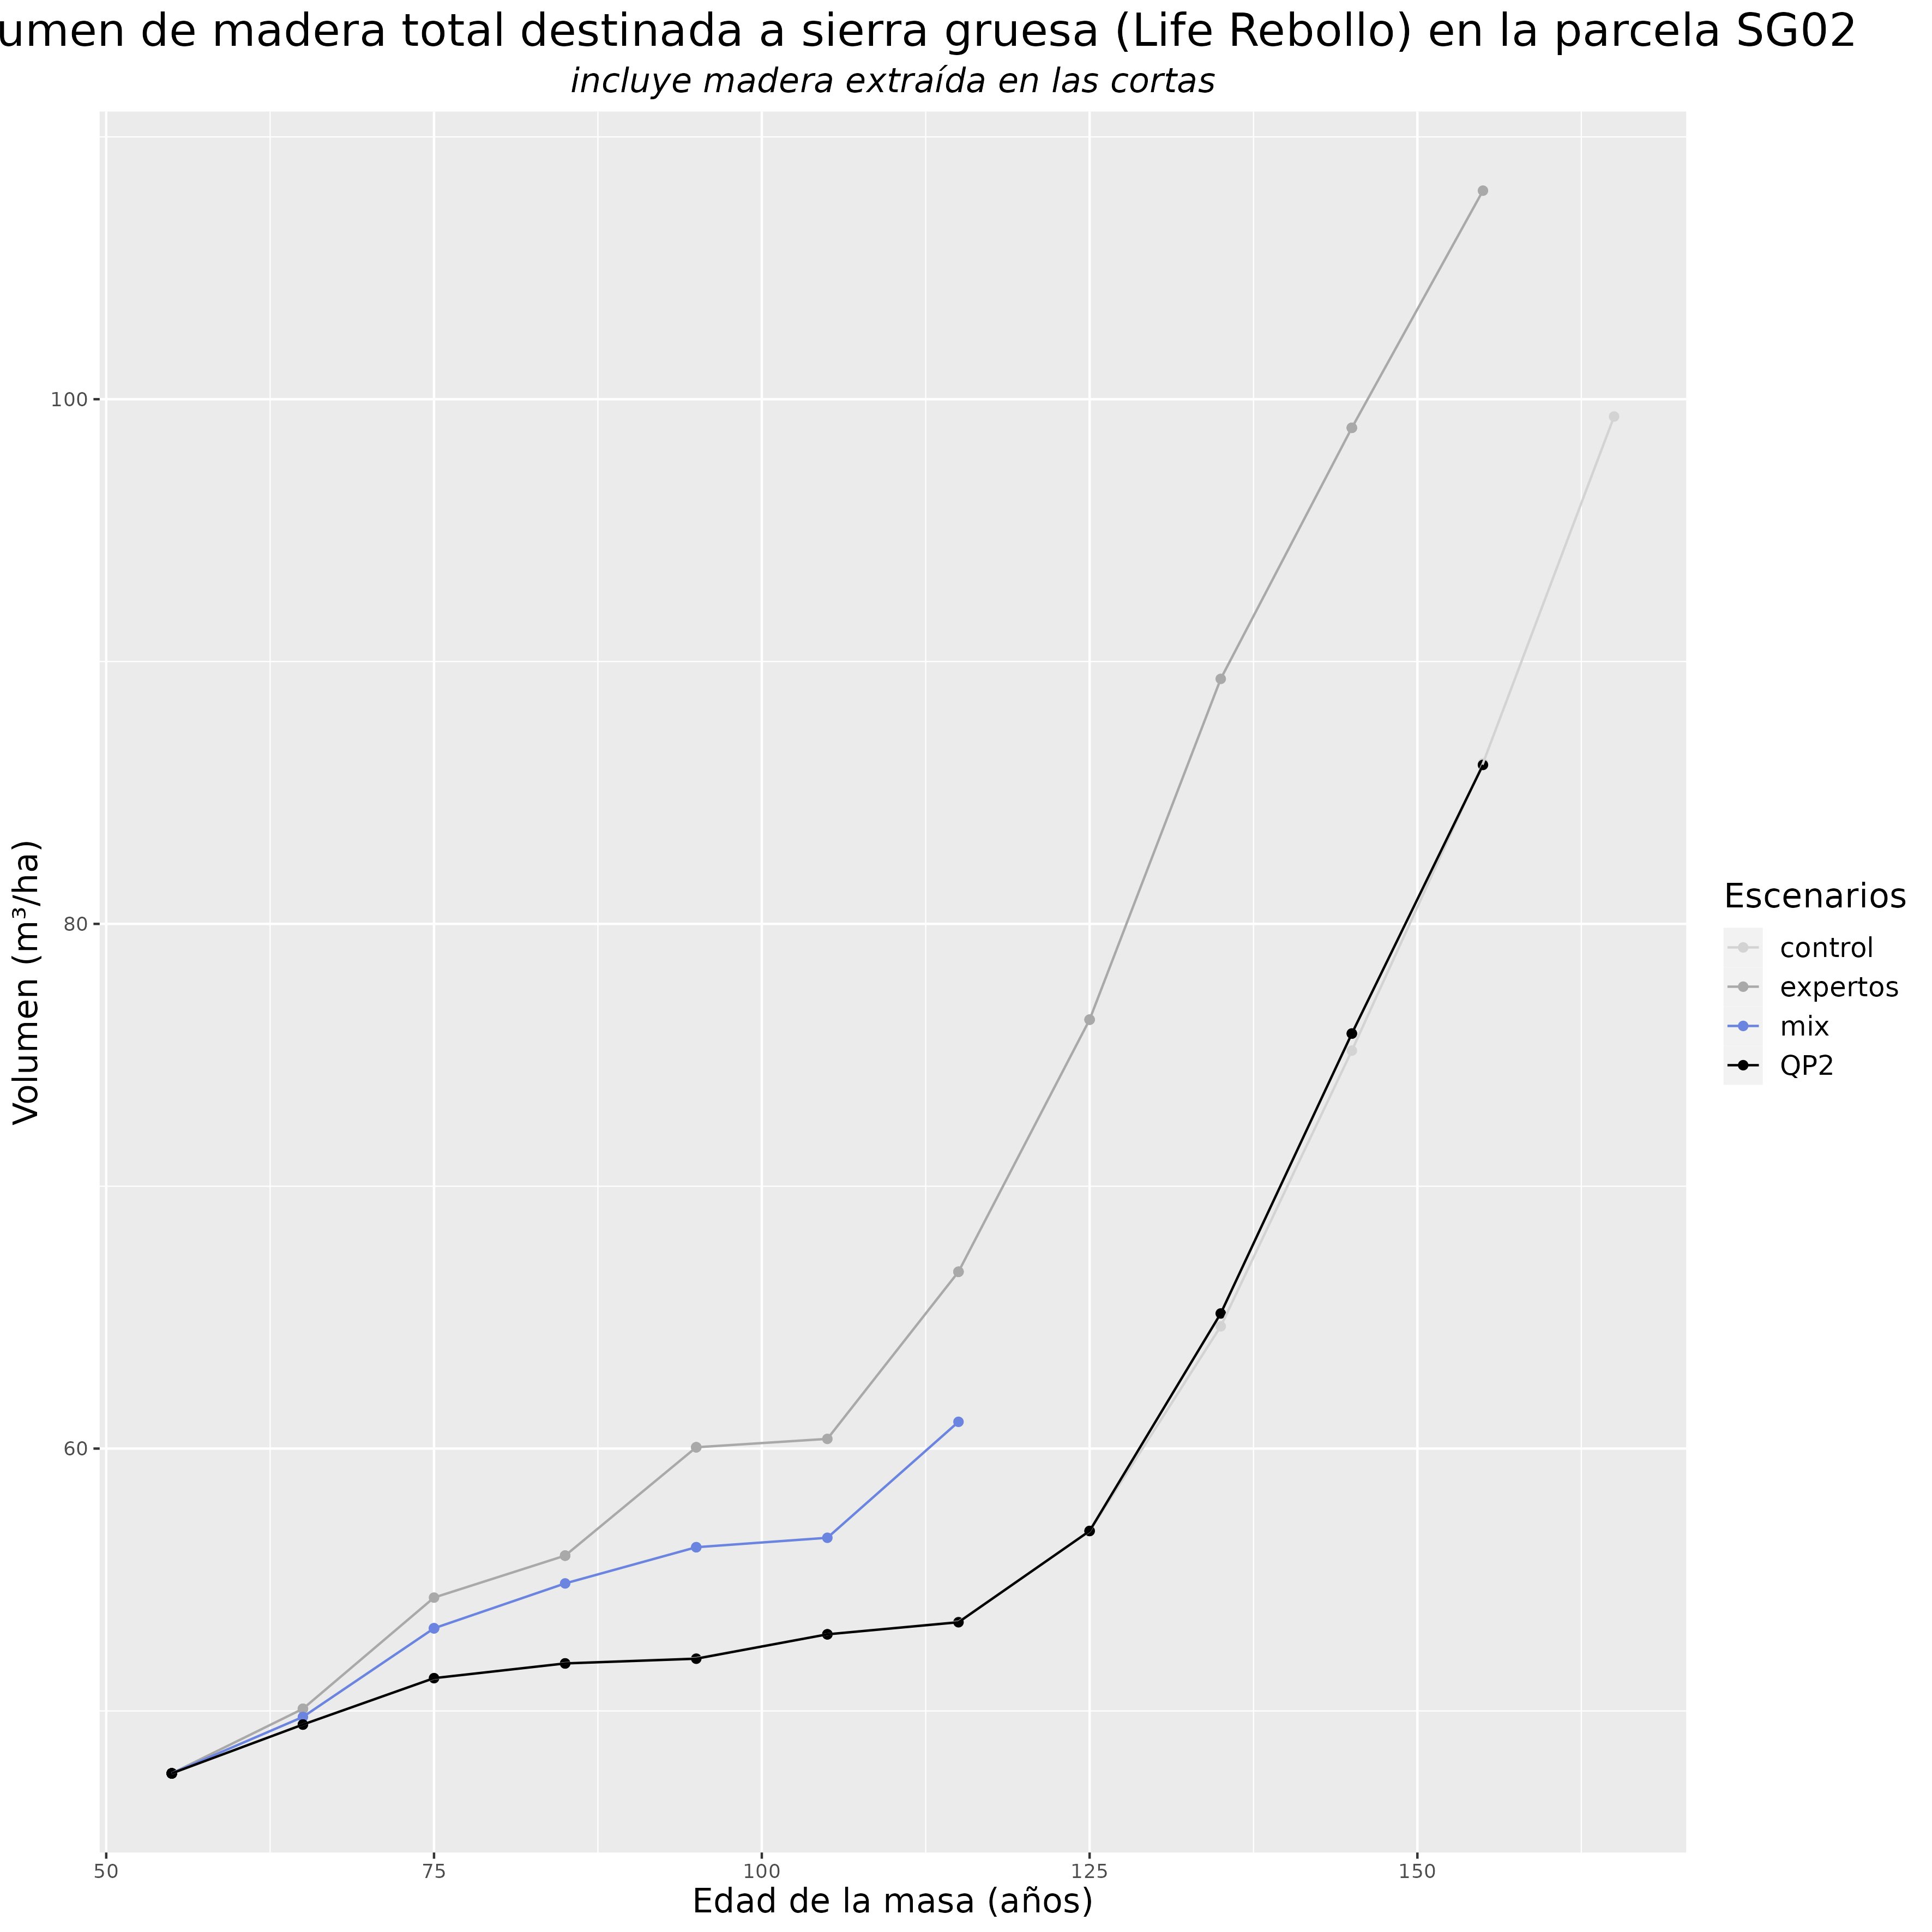 umen de madera total destinada a sierra gruesa (Life Rebollo) en la parcela SG02
incluye madera extraída en las cortas
100
80
60
Volumen (m³/ha)
50 75 100 125 150
Edad de la masa (años)
Escenarios
control
expertos
mix
QP2